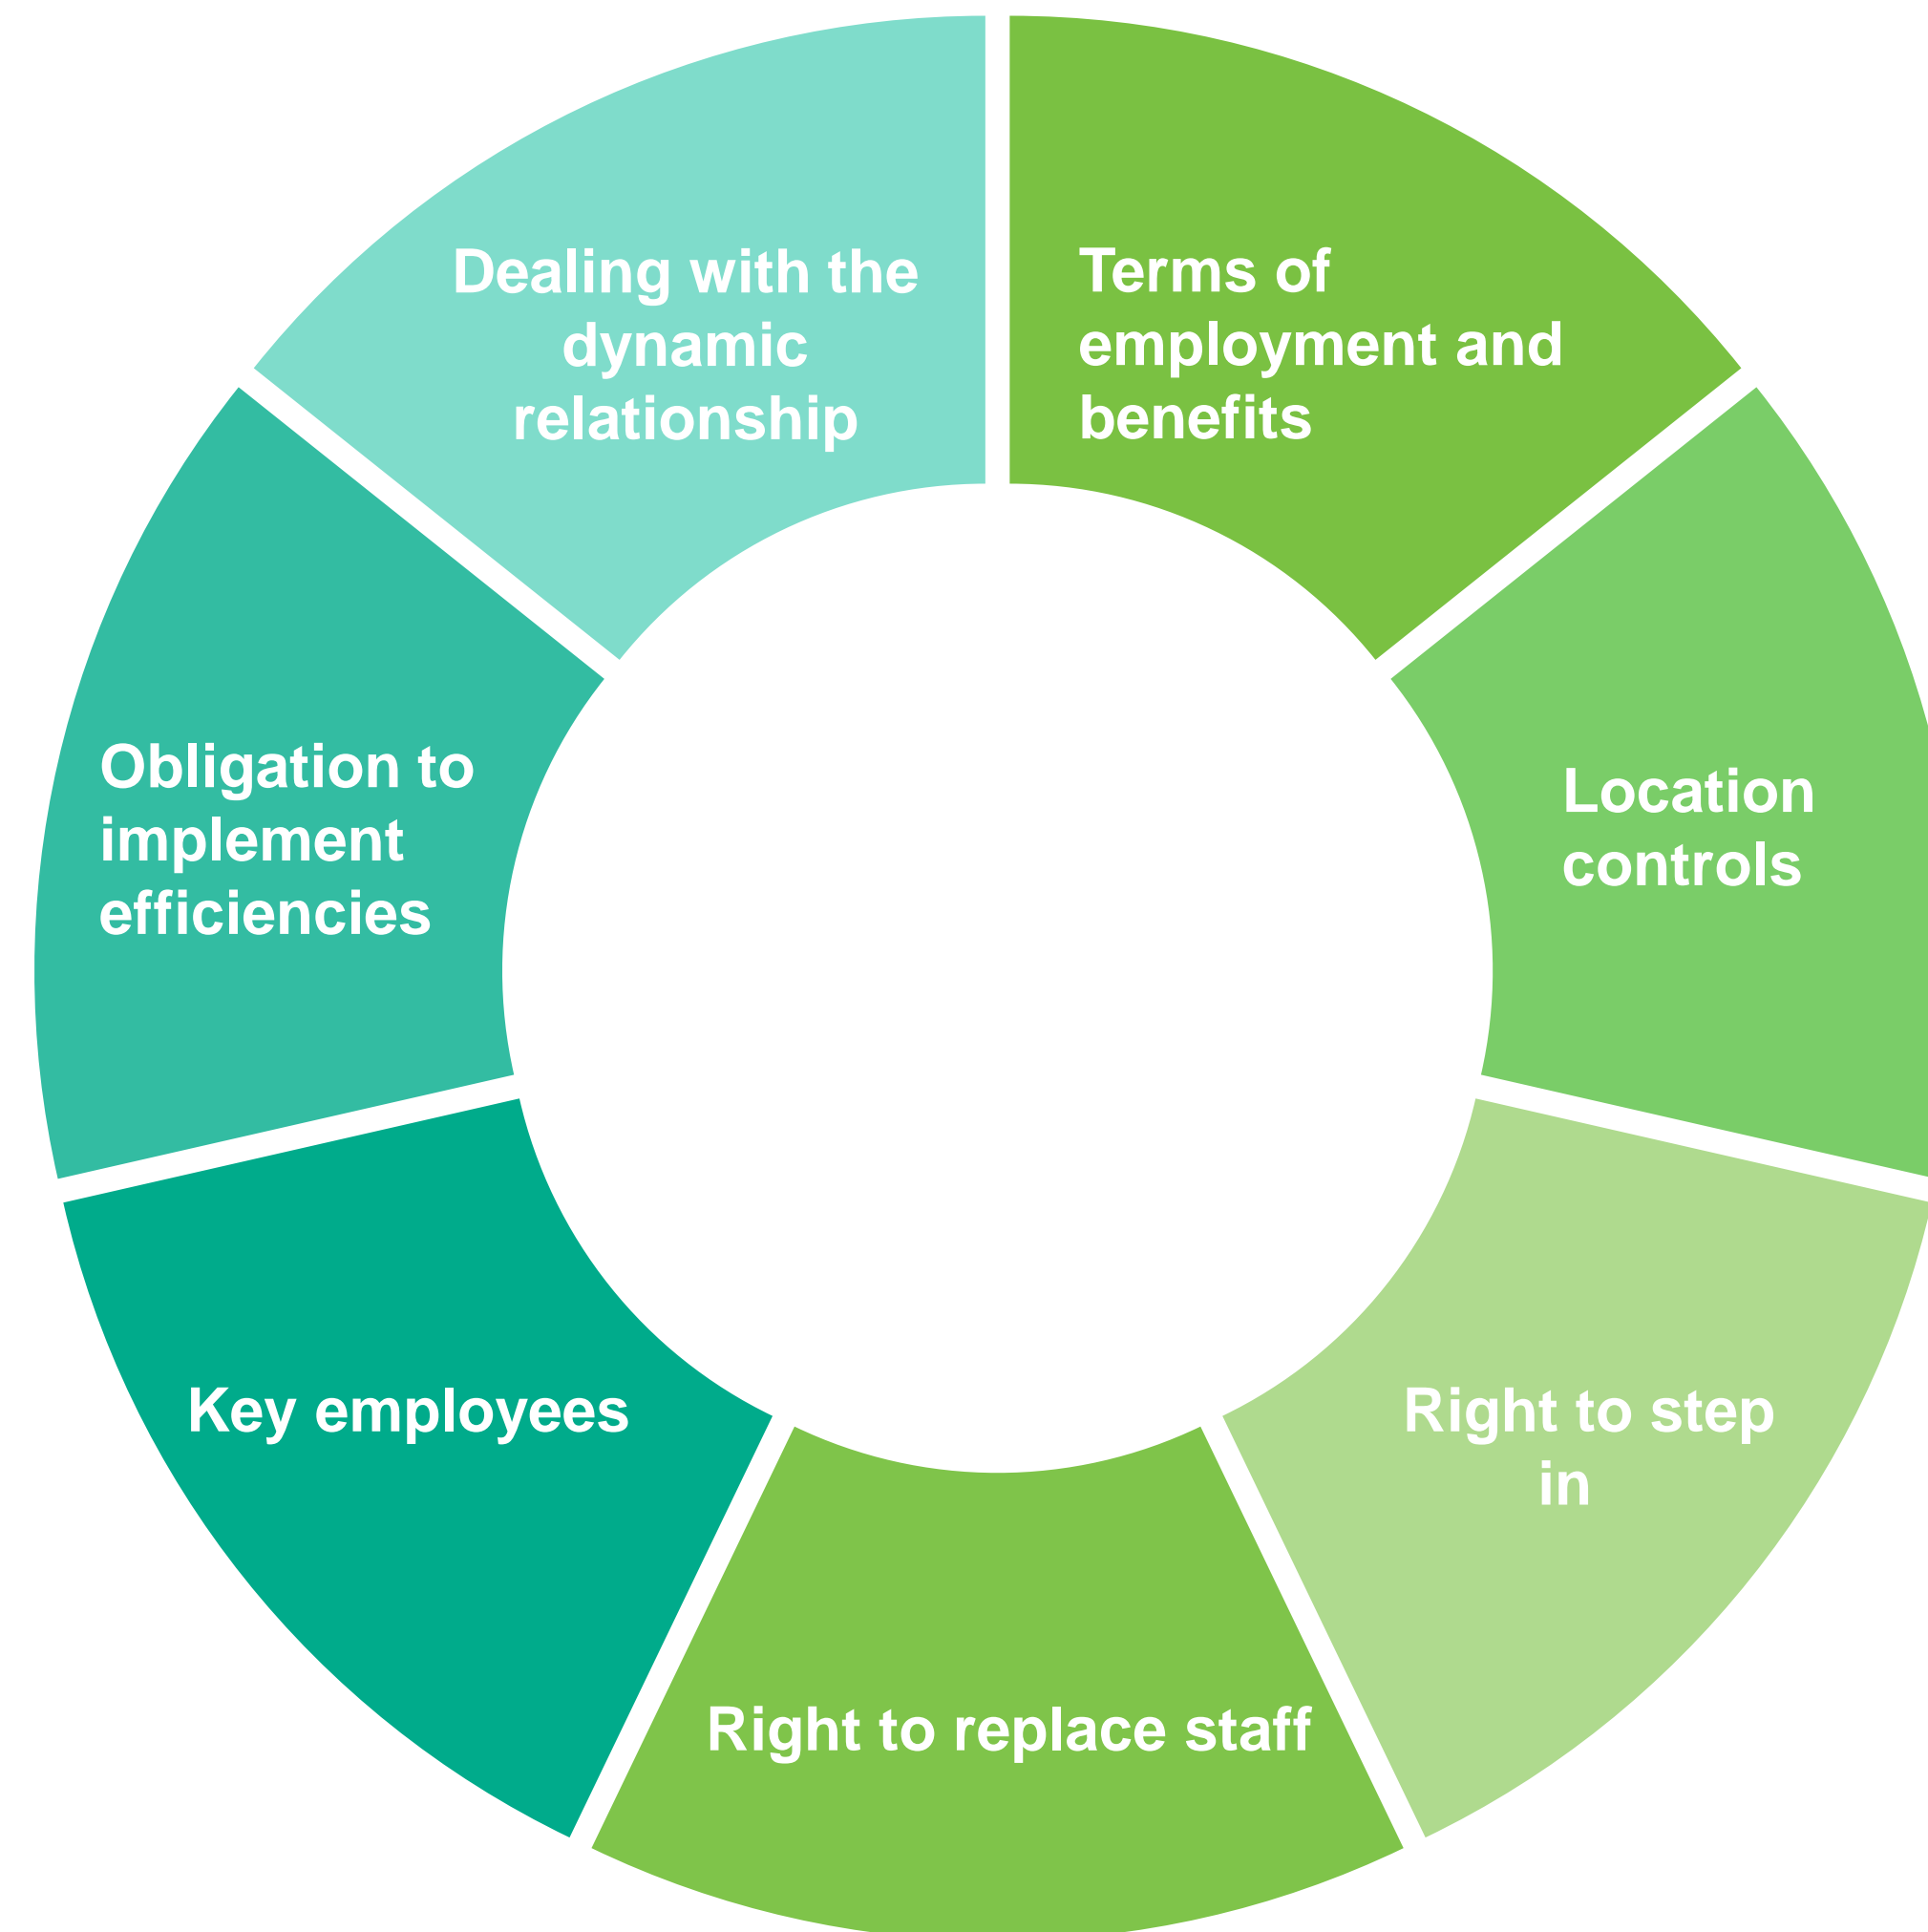 Dealing with the
dynamic
relationship
Terms of
employment and
benefits
Location
controls
Right to step
in
Right to replace staff
Key employees
Obligation to
implement
efficiencies